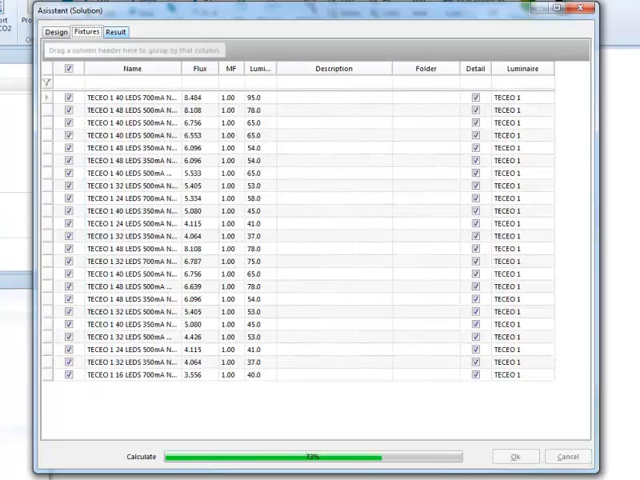 Asisstant (Solution)
Design Fixtures Result
Drag a column header here to group by that column.
Name Flux MF Lumi... Description Folder Detail Luminaire
TECEO 1 40 LEDS 700mA N... 8.484 1.00 95.0 TECEO 1
TECEO 1 48 LEDS 500mA N... 8.108 1.00 78.0 TECEO 1
TECEO 1 40 LEDS 500mA N... 6.756 1.00 65.0 TECEO 1
TECEO 1 40 LEDS 500mA N... 6.553 1.00 65.0 TECEO 1
TECEO 1 48 LEDS 350mA N... 6.096 1.00 54.0 TECEO 1
TECEO 1 48 LEDS 350mA N... 6.096 1.00 54.0 TECEO 1
TECEO 1 40 LEDS 500mA ... 5.533 1.00 65.0 TECEO 1
TECEO 1 32 LEDS 500mA N... 5.405 1.00 53.0 TECEO 1
TECEO 1 24 LEDS 700mA N... 5.334 1.00 58.0 TECEO 1
TECEO 1 40 LEDS 350mA N... 5.080 1.00 45.0 TECEO 1
TECEO 1 24 LEDS 500mA N... 4.115 1.00 41.0 TECEO 1
TECEO 1 32 LEDS 350mA N... 4.064 1.00 37.0 TECEO 1
TECEO 1 48 LEDS 500mA N... 8.108 1.00 78.0 TECEO 1
TECEO 1 32 LEDS 700mA N... 6.787 1.00 75.0 TECEO 1
TECEO 1 40 LEDS 500mA N... 6.756 1.00 65.0 TECEO 1
TECEO 1 48 LEDS 500mA ... 6.639 1.00 78.0 TECEO 1
TECEO 1 48 LEDS 350mA N... 6.096 1.00 54.0 TECEO 1
TECEO 1 32 LEDS 500mA N... 5.405 1.00 53.0 TECEO 1
TECEO 1 40 LEDS 350mA N... 5.080 1.00 45.0 TECEO 1
TECEO 1 32 LEDS 500mA ... 4.426 1.00 53.0 TECEO 1
TECEO 1 24 LEDS 500mA N... 4.115 1.00 41.0 TECEO 1
TECEO 1 32 LEDS 350mA N... 4.064 1.00 37.0 TECEO 1
TECEO 1 16 LEDS 700mA N... 3.556 1.00 40.0 TECEO 1
Calculate 73% Ok Cancel